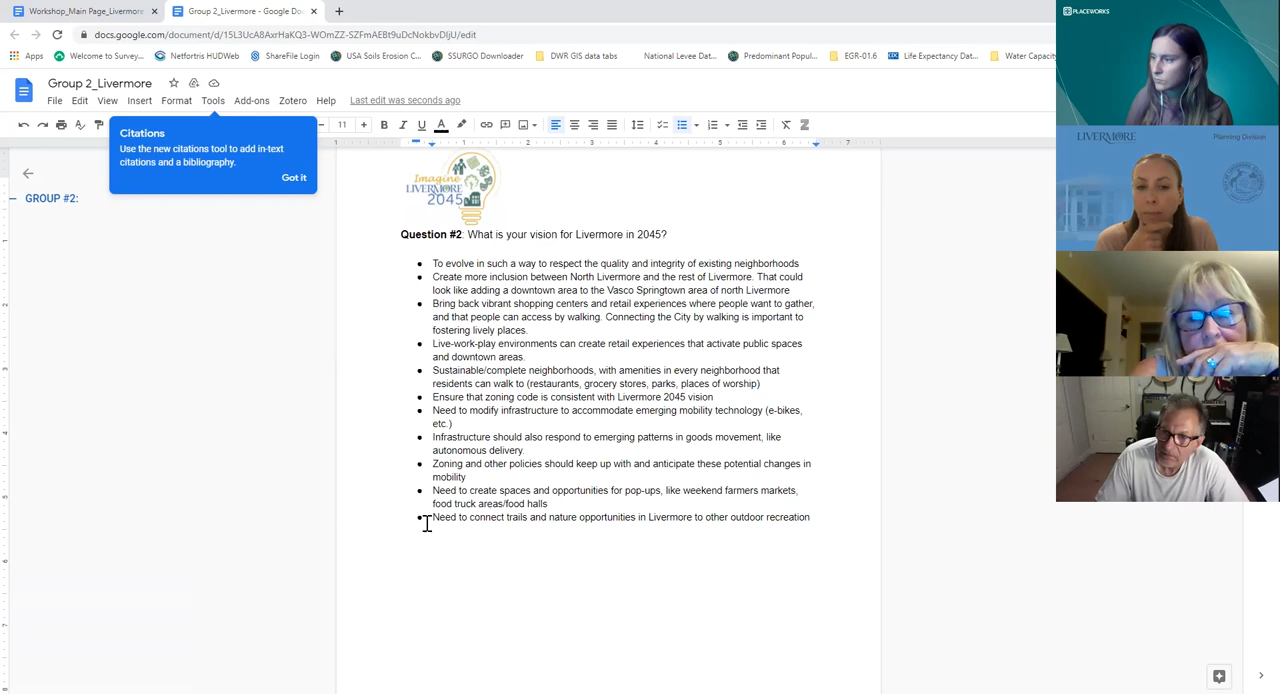 Workshop_Main Page_Livermore
Group 2_Livermore - Google Doc
docs.google.com/document/d/15L3UcA8AxrHaKQ3-WOmZZ-SZFmAEBt9uDcNokbvDIjU/edit
Apps
Welcome to Survey...
Netfortris HUDWeb
ShareFile Login
USA Soils Erosion C...
SSURGO Downloader
DWR GIS data tabs
National Levee Dat...
Predominant Popul...
EGR-01.6
Life Expectancy Dat...
Water Capacity
Group 2_Livermore
File Edit View Insert Format Tools Add-ons Zotero Help Last edit was seconds ago
11
Citations
Use the new citations tool to add in-text
citations and a bibliography.
Got it
GROUP #2:
Imagine
LIVERMORE
2045
Question #2: What is your vision for Livermore in 2045?
To evolve in such a way to respect the quality and integrity of existing neighborhoods
Create more inclusion between North Livermore and the rest of Livermore. That could
look like adding a downtown area to the Vasco Springtown area of north Livermore
Bring back vibrant shopping centers and retail experiences where people want to gather,
and that people can access by walking. Connecting the City by walking is important to
fostering lively places.
Live-work-play environments can create retail experiences that activate public spaces
and downtown areas.
Sustainable/complete neighborhoods, with amenities in every neighborhood that
residents can walk to (restaurants, grocery stores, parks, places of worship)
Ensure that zoning code is consistent with Livermore 2045 vision
Need to modify infrastructure to accommodate emerging mobility technology (e-bikes,
etc.)
Infrastructure should also respond to emerging patterns in goods movement, like
autonomous delivery.
Zoning and other policies should keep up with and anticipate these potential changes in
mobility
Need to create spaces and opportunities for pop-ups, like weekend farmers markets,
food truck areas/food halls
Need to connect trails and nature opportunities in Livermore to other outdoor recreation
PLACEWORKS
LIVERMORE
Planning Division